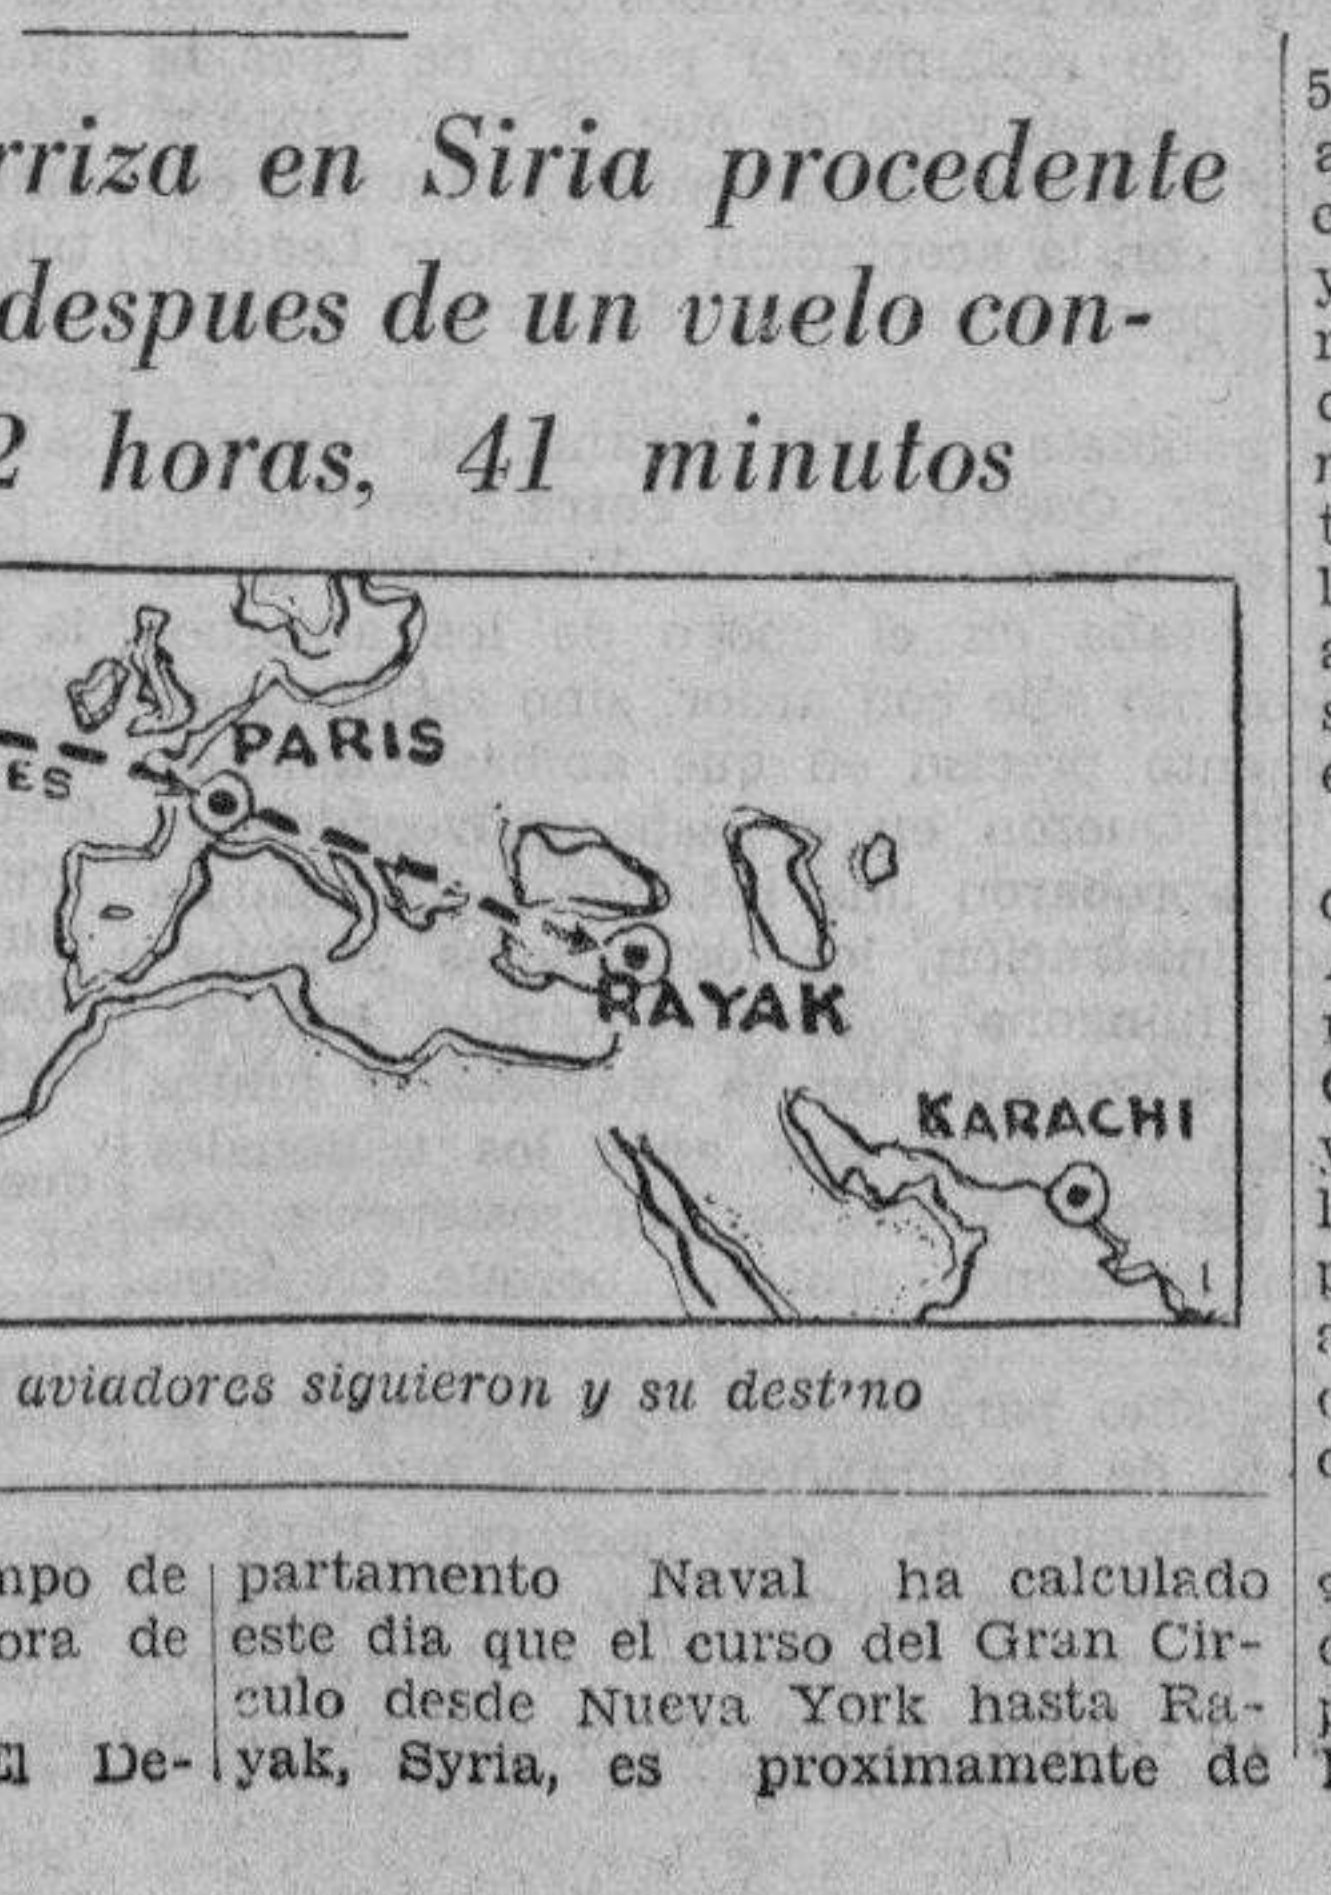 rriza en Siria procedente
despues de un vuelo con-
2 horas, 41 minutos
PARIS
ES
RAYAK
KARACHI
aviadores siguieron y su dest'no
mpo de
ora de
El De-
partamento Naval ha calculado
este dia que el curso del Gran Cir-
culo desde Nueva York hasta Ra-
yak, Syria, es proximamente de